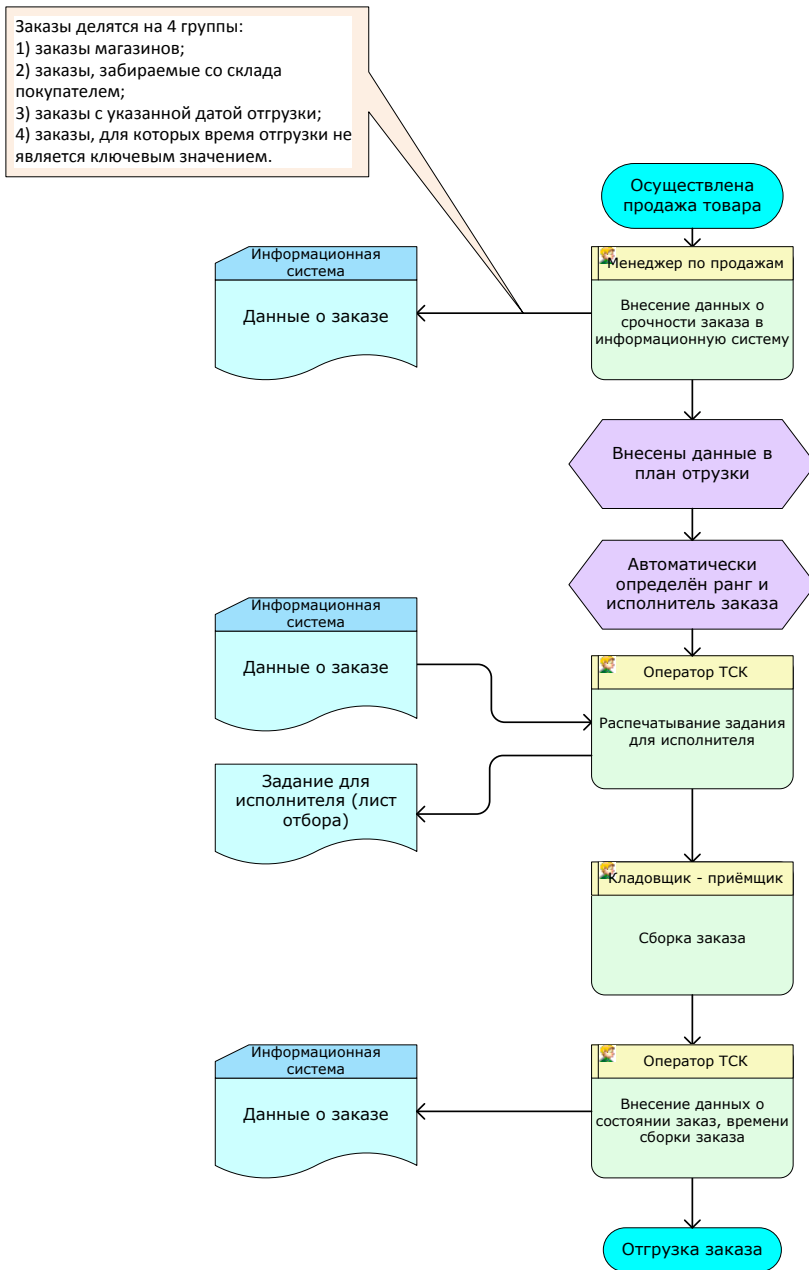 Заказы делятся на 4 группы:
1) заказы магазинов;
2) заказы, забираемые со склада
покупателем;
3) заказы с указанной датой отгрузки;
4) заказы, для которых время отгрузки не
является ключевым значением.
Осуществлена
продажа товара
Информационная
система
Данные о заказе
Менеджер по продажам
Внесение данных о
срочности заказа в
информационную систему
Внесены данные в
план отрузки
Автоматически
определён ранг и
исполнитель заказа
Информационная
система
Данные о заказе
Оператор ТСК
Распечатывание задания
для исполнителя
Задание для
исполнителя (лист
отбора)
Кладовщик - приёмщик
Сборка заказа
Информационная
система
Данные о заказе
Оператор ТСК
Внесение данных о
состоянии заказ, времени
сборки заказа
Отгрузка заказа